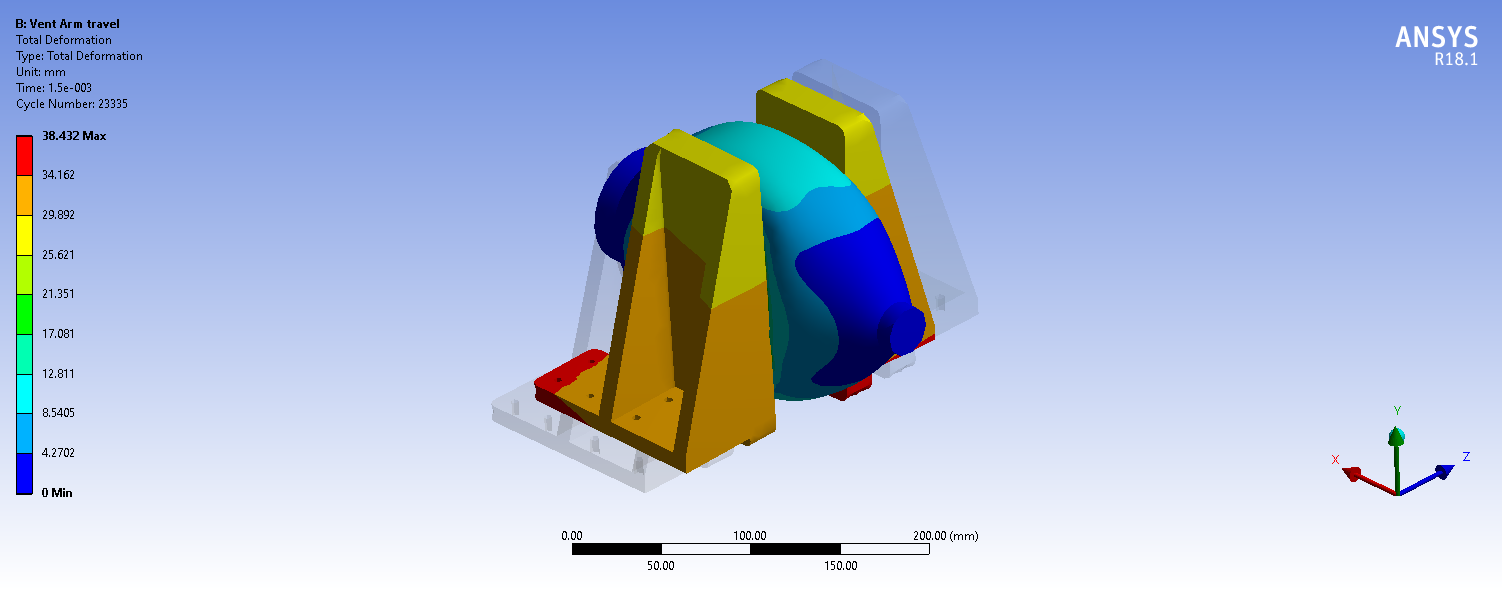 B: Vent Arm travel
Total Deformation
Type: Total Deformation
Unit: mm
Time: 1.5e-003
Cycle Number: 23335
ANSYS
R18.1
38.432 Max
34.162
29.892
25.621
21.351
17.081
12.811
8.5405
4.2702
0 Min
Y
X
Z
0.00 100.00 200.00 (mm)
50.00 150.00